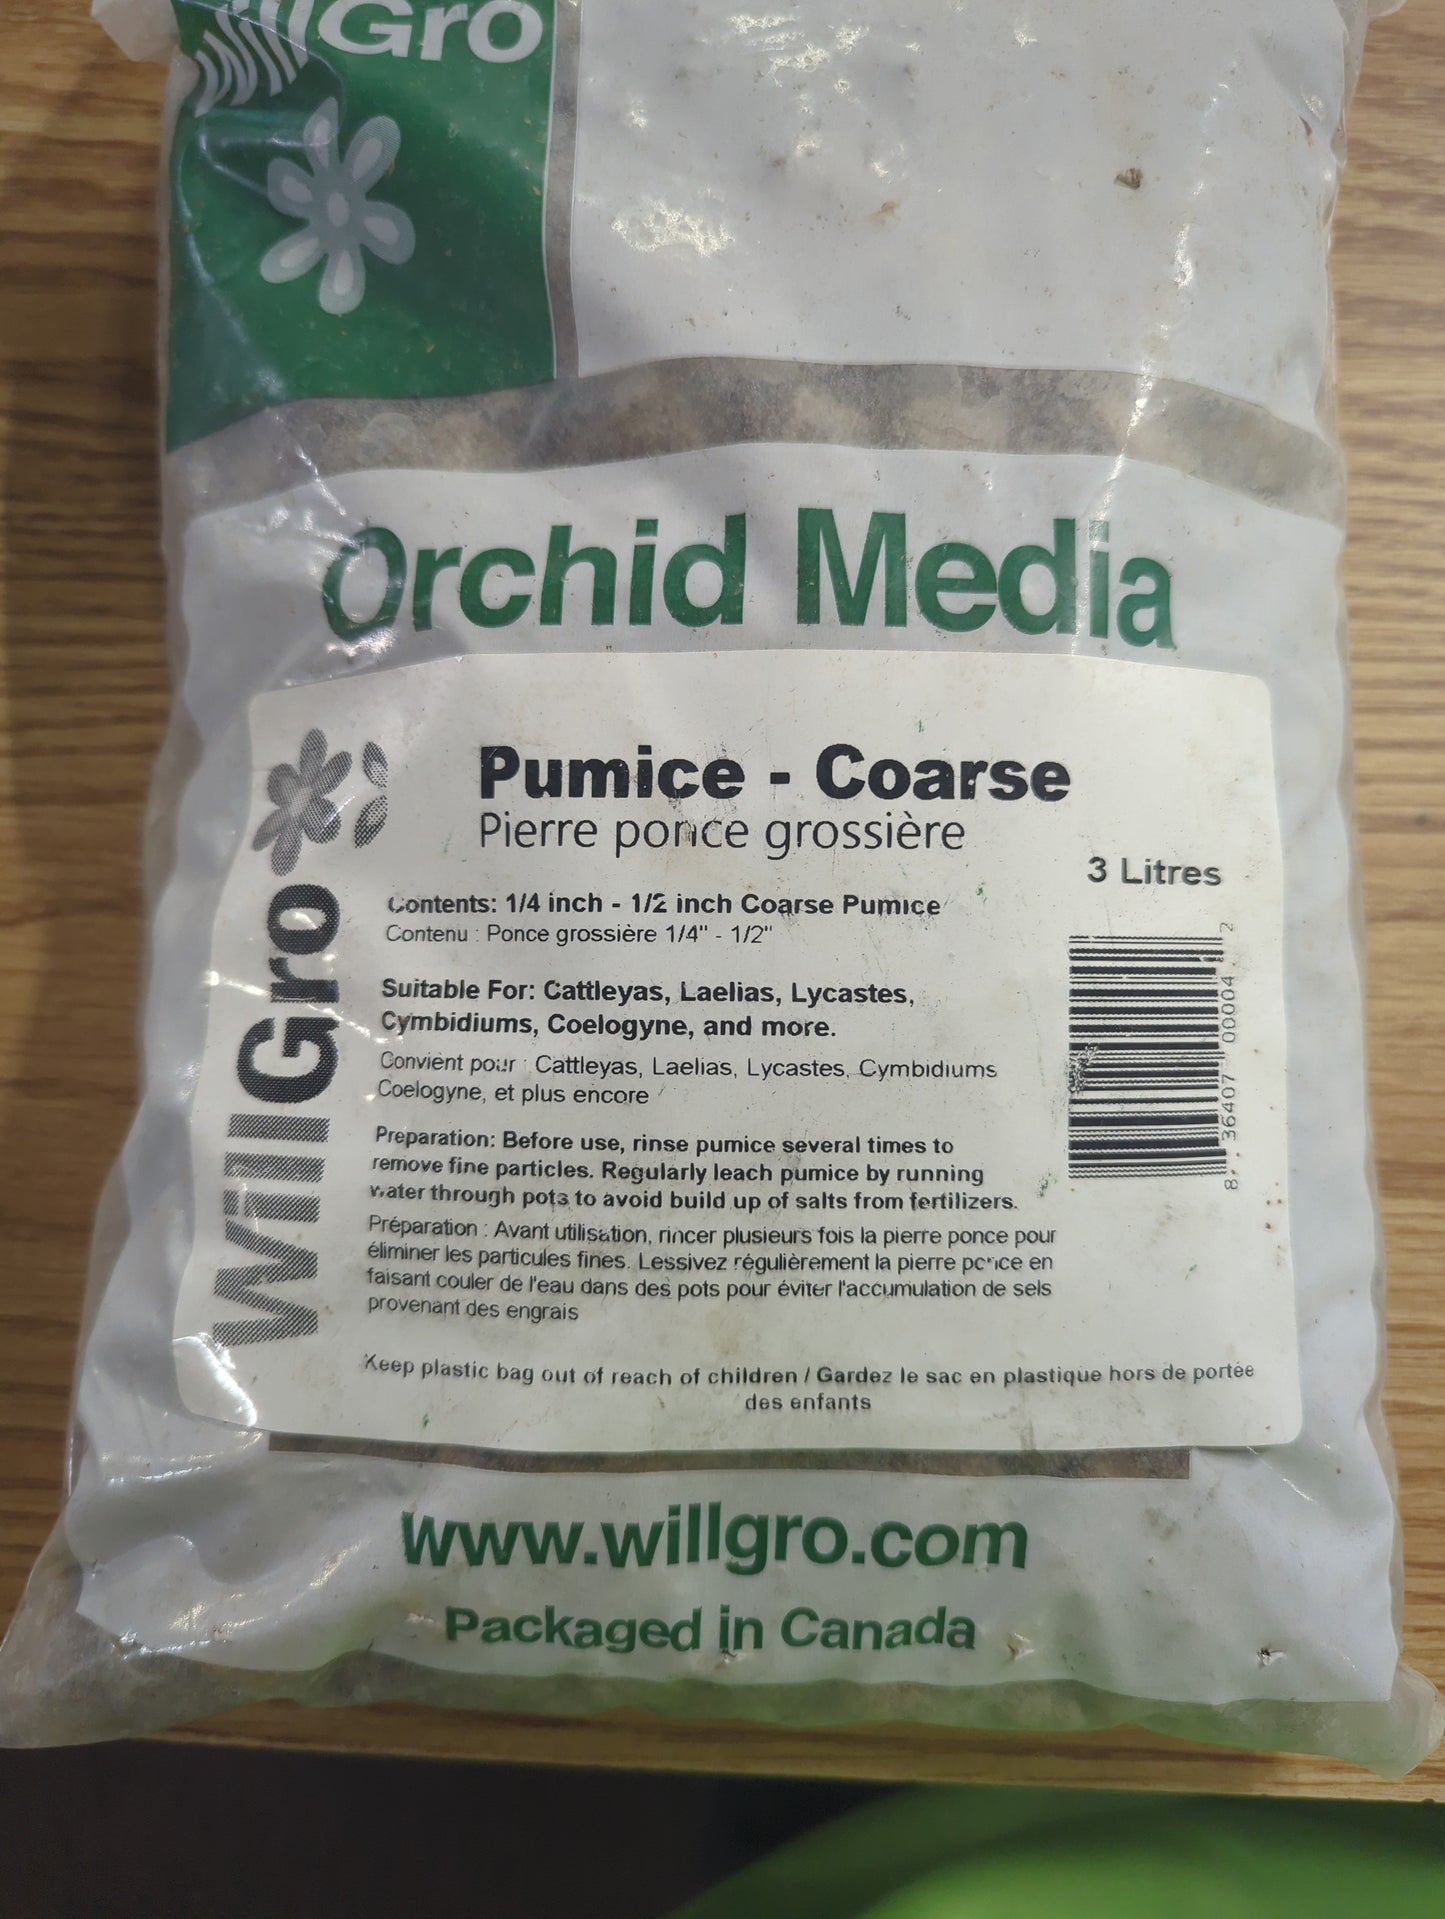 WillGro
Orchid Media
WillGro
Pumice - Coarse
Pierre ponce grossière
3 Litres
Contents: 1/4 inch - 1/2 inch Coarse Pumice
Contenu : Ponce grossière 1/4" - 1/2"
Suitable For: Cattleyas, Laelias, Lycastes,
Cymbidiums, Coelogyne, and more.
Convient pour : Cattleyas, Laelias, Lycastes, Cymbidiums
Coelogyne, et plus encore
8 36407 00004 2
Preparation: Before use, rinse pumice several times to
remove fine particles. Regularly leach pumice by running
water through pots to avoid build up of salts from fertilizers.
Préparation : Avant utilisation, rincer plusieurs fois la pierre ponce pour
éliminer les particules fines. Lessivez régulièrement la pierre ponce en
faisant couler de l'eau dans des pots pour éviter l'accumulation de sels
provenant des engrais
Keep plastic bag out of reach of children / Gardez le sac en plastique hors de portée
des enfants
www.willgro.com
Packaged in Canada